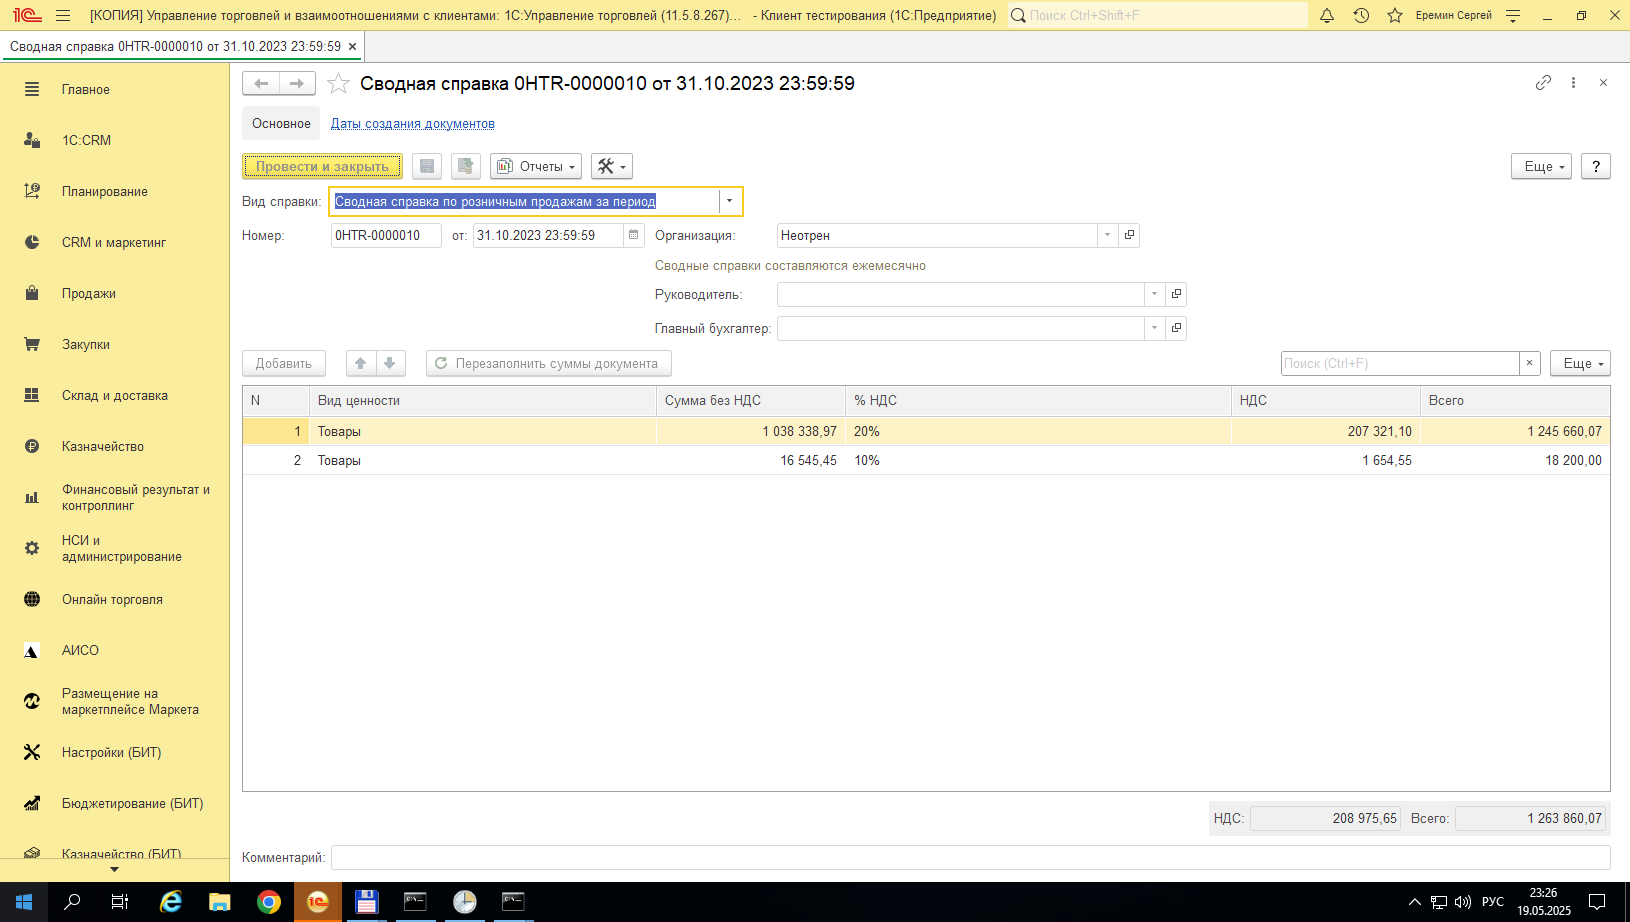 [КОПИЯ] Управление торговлей и взаимоотношениями с клиентами: 1С:Управление торговлей (11.5.8.267)... - Клиент тестирования (1С:Предприятие)
Поиск Ctrl+Shift+F
Еремин Сергей
Сводная справка 0HTR-0000010 от 31.10.2023 23:59:59
Главное
1С:CRM
Планирование
CRM и маркетинг
Продажи
Закупки
Склад и доставка
Казначейство
Финансовый результат и
контроллинг
НСИ и
администрирование
Онлайн торговля
АИСО
Размещение на
маркетплейсе Маркета
Настройки (БИТ)
Бюджетирование (БИТ)
Казначейство (БИТ)
Сводная справка 0HTR-0000010 от 31.10.2023 23:59:59
Основное Даты создания документов
Провести и закрыть Отчеты Еще ?
Вид справки: Сводная справка по розничным продажам за период
Номер: 0HTR-0000010 от: 31.10.2023 23:59:59 Организация: Неотрен
Сводные справки составляются ежемесячно
Руководитель:
Главный бухгалтер:
Добавить Перезаполнить суммы документа Поиск (Ctrl+F) Еще
N Вид ценности Сумма без НДС % НДС НДС Всего
1 Товары 1 038 338,97 20% 207 321,10 1 245 660,07
2 Товары 16 545,45 10% 1 654,55 18 200,00
НДС: 208 975,65 Всего: 1 263 860,07
Комментарий:
РУС
23:26
19.05.2025